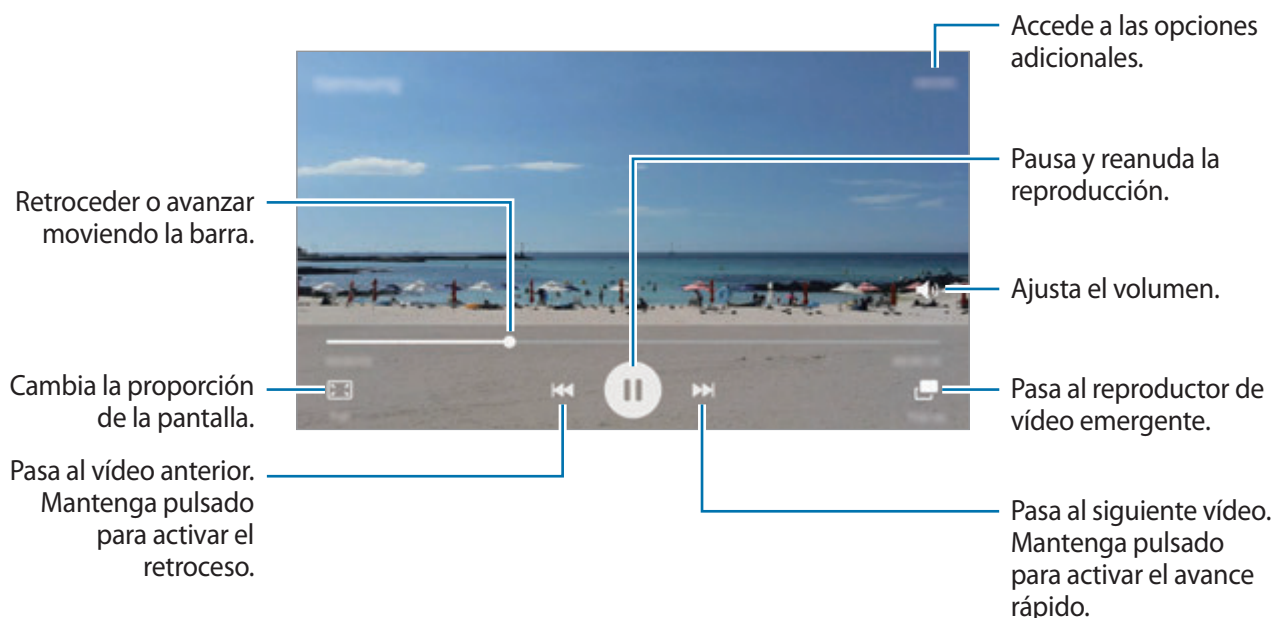 Accede a las opciones
adicionales.
Pausa y reanuda la
reproducción.
Retroceder o avanzar
moviendo la barra.
Ajusta el volumen.
Cambia la proporción
de la pantalla.
Pasa al reproductor de
vídeo emergente.
Pasa al vídeo anterior.
Mantenga pulsado
para activar el
retroceso.
Pasa al siguiente vídeo.
Mantenga pulsado
para activar el avance
rápido.